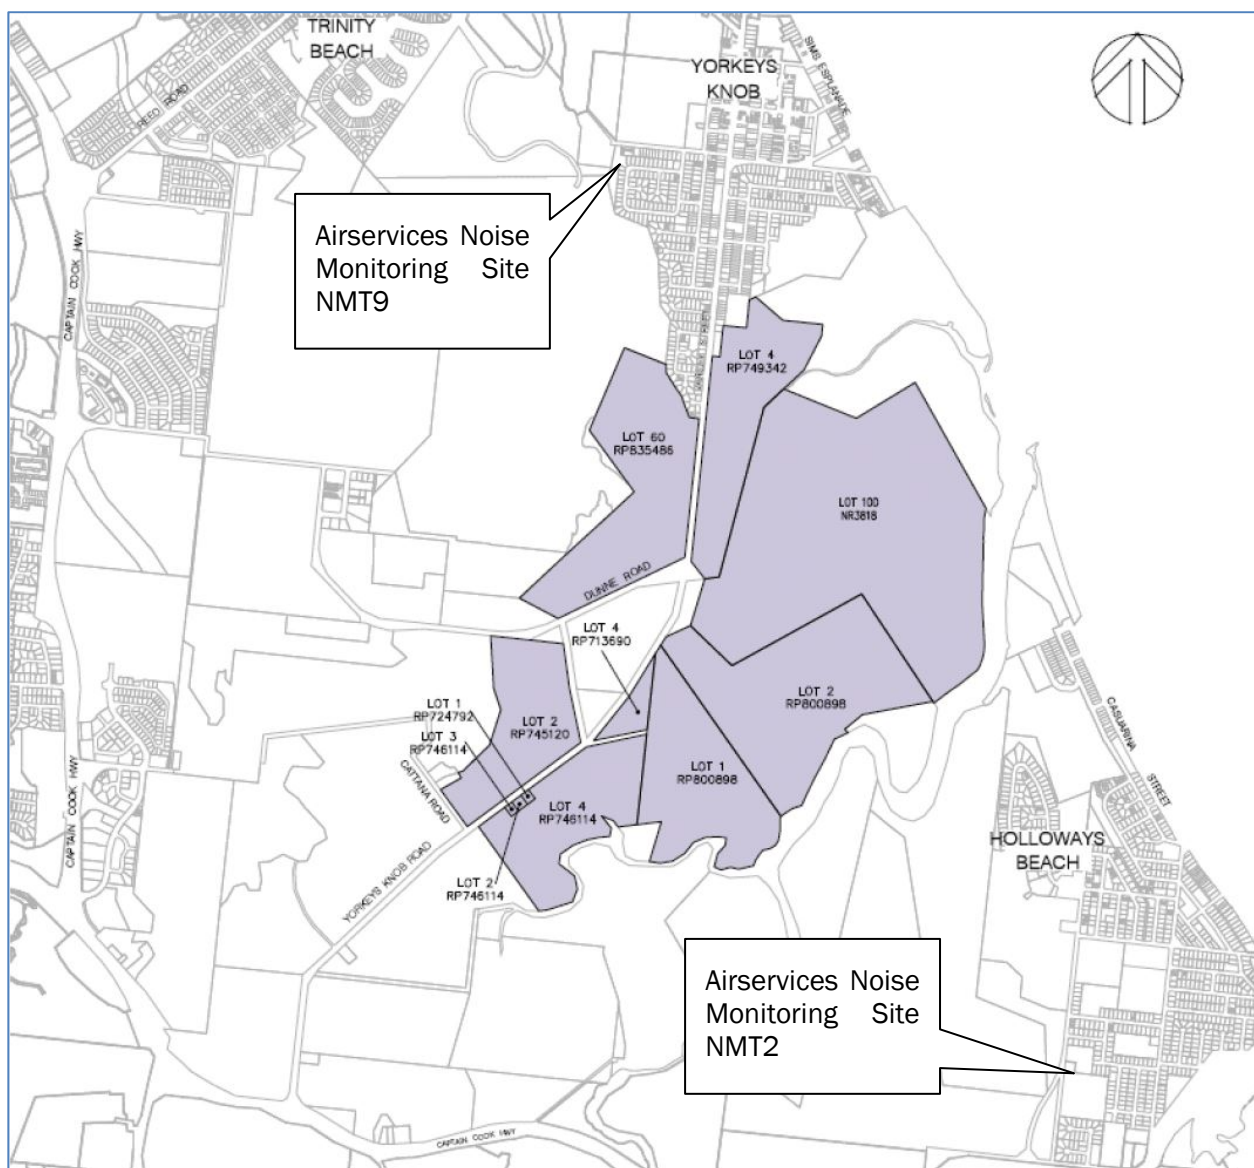 TRINITY
BEACH
YORKEYS
KNOB
SIMS ESPLANADE
REED ROAD
Airservices Noise
Monitoring Site
NMT9
CAPTAIN COOK HWY
LOT 4
RP749342
LOT 60
RP835486
LOT 100
NR3818
DUNNE ROAD
LOT 4
RP713690
LOT 1
RP724792
LOT 3
RP746114
LOT 2
RP745120
LOT 2
RP800898
LOT 1
RP800898
CATTANA ROAD
LOT 4
RP746114
LOT 2
RP746114
YORKEYS KNOB ROAD
CAPTAIN COOK HWY
CASUARINA
STREET
HOLLOWAYS
BEACH
Airservices Noise
Monitoring Site
NMT2
CAPTAIN COOK HWY